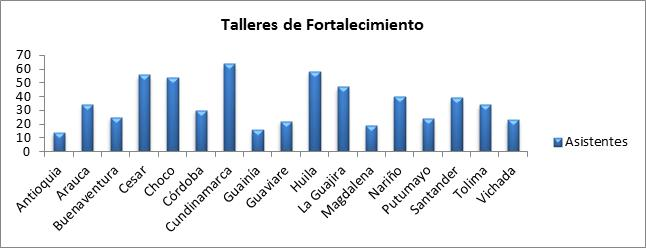 Talleres de Fortalecimiento
70
60
50
40
30
20
10
0
Antioquia
Arauca
Buenaventura
Cesar
Choco
Córdoba
Cundinamarca
Guainía
Guaviare
Huila
La Guajira
Magdalena
Nariño
Putumayo
Santander
Tolima
Vichada
Asistentes